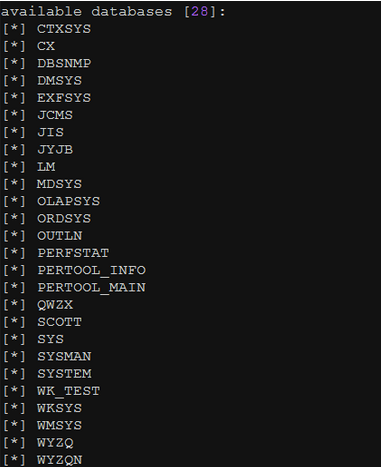 available databases [28]:
[*] CTXSYS
[*] CX
[*] DBSNMP
[*] DMSYS
[*] EXFSYS
[*] JCMS
[*] JIS
[*] JYJB
[*] LM
[*] MDSYS
[*] OLAPSYS
[*] ORDSYS
[*] OUTLN
[*] PERFSTAT
[*] PERTOOL_INFO
[*] PERTOOL_MAIN
[*] QWZX
[*] SCOTT
[*] SYS
[*] SYSMAN
[*] SYSTEM
[*] WK_TEST
[*] WKSYS
[*] WMSYS
[*] WYZQ
[*] WYZQN